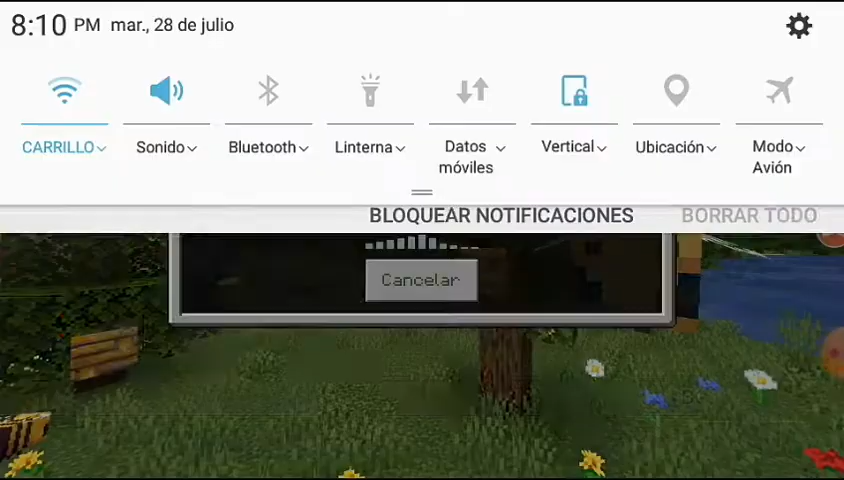 8:10 PM mar., 28 de julio
CARRILLO Sonido Bluetooth Linterna Datos móviles Vertical Ubicación Modo Avión
BLOQUEAR NOTIFICACIONES BORRAR TODO
Cancelar